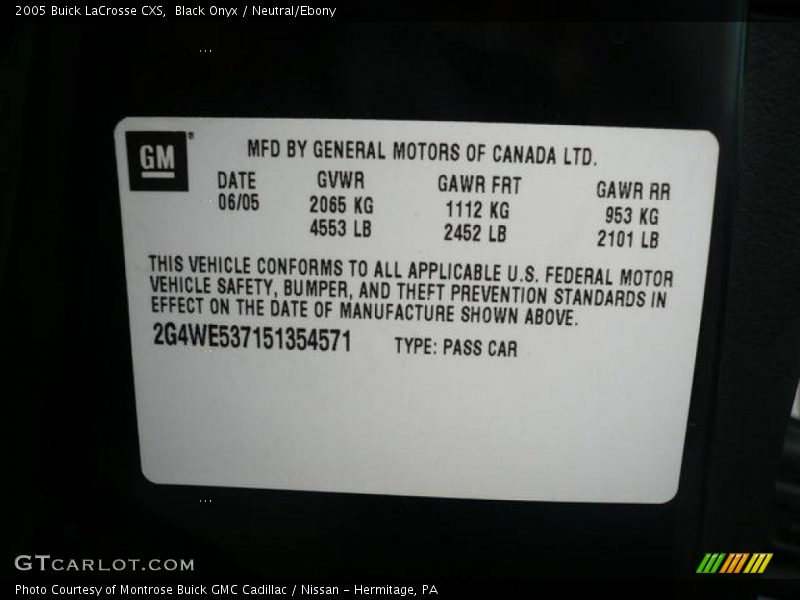 2005 Buick LaCrosse CXS,  Black Onyx / Neutral/Ebony
GM®
MFD BY GENERAL MOTORS OF CANADA LTD.
DATE GVWR GAWR FRT GAWR RR
06/05 2065 KG 1112 KG 953 KG
4553 LB 2452 LB 2101 LB
THIS VEHICLE CONFORMS TO ALL APPLICABLE U.S. FEDERAL MOTOR
VEHICLE SAFETY, BUMPER, AND THEFT PREVENTION STANDARDS IN
EFFECT ON THE DATE OF MANUFACTURE SHOWN ABOVE.
2G4WE537151354571 TYPE: PASS CAR
GTCARLOT.COM
Photo Courtesy of Montrose Buick GMC Cadillac / Nissan - Hermitage, PA